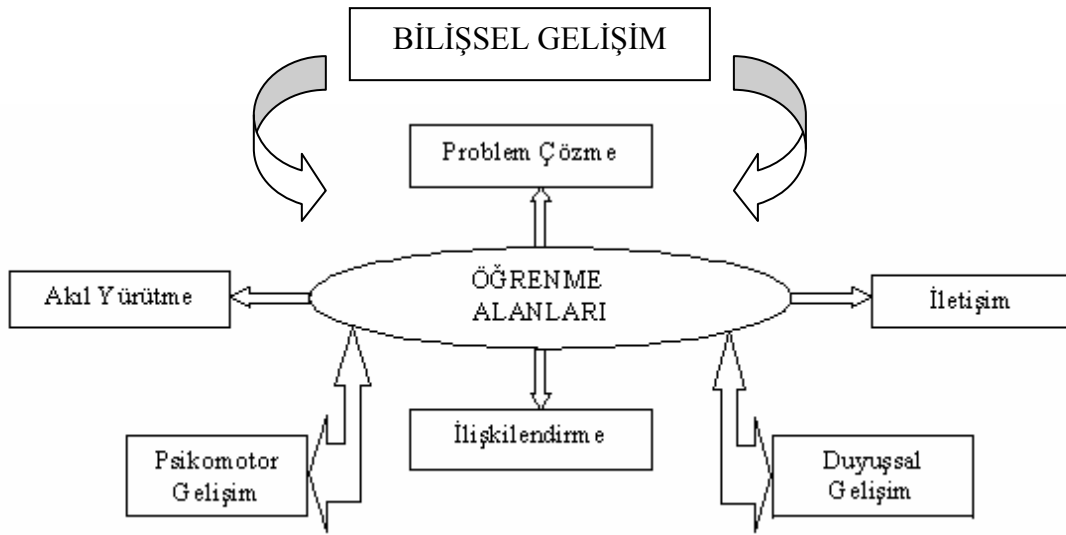 BİLİŞSEL GELİŞİM
Problem Çözme
ÖĞRENME
ALANLARI
Akıl Yürütme
İletişim
İlişkilendirme
Psikomotor
Gelişim
Duyuşsal
Gelişim